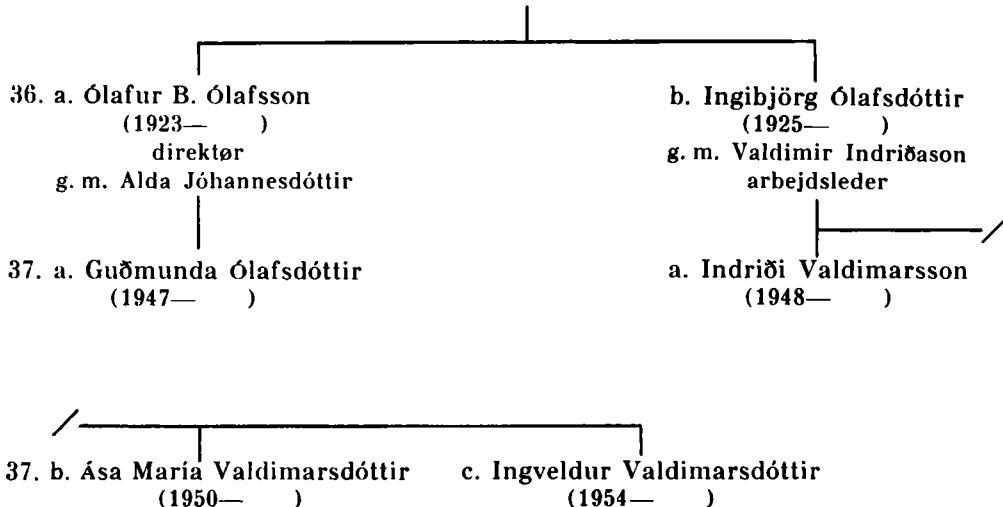 36. a. Ólafur B. Ólafsson
(1923— )
direktør
g. m. Alda Jóhannesdóttir
b. Ingibjörg Ólafsdóttir
(1925— )
g. m. Valdimir Indriðason
arbejdsleder
37. a. Guðmunda Ólafsdóttir
(1947— )
a. Indriði Valdimarsson
(1948— )
37. b. Ása María Valdimarsdóttir
(1950— )
c. Ingveldur Valdimarsdóttir
(1954— )